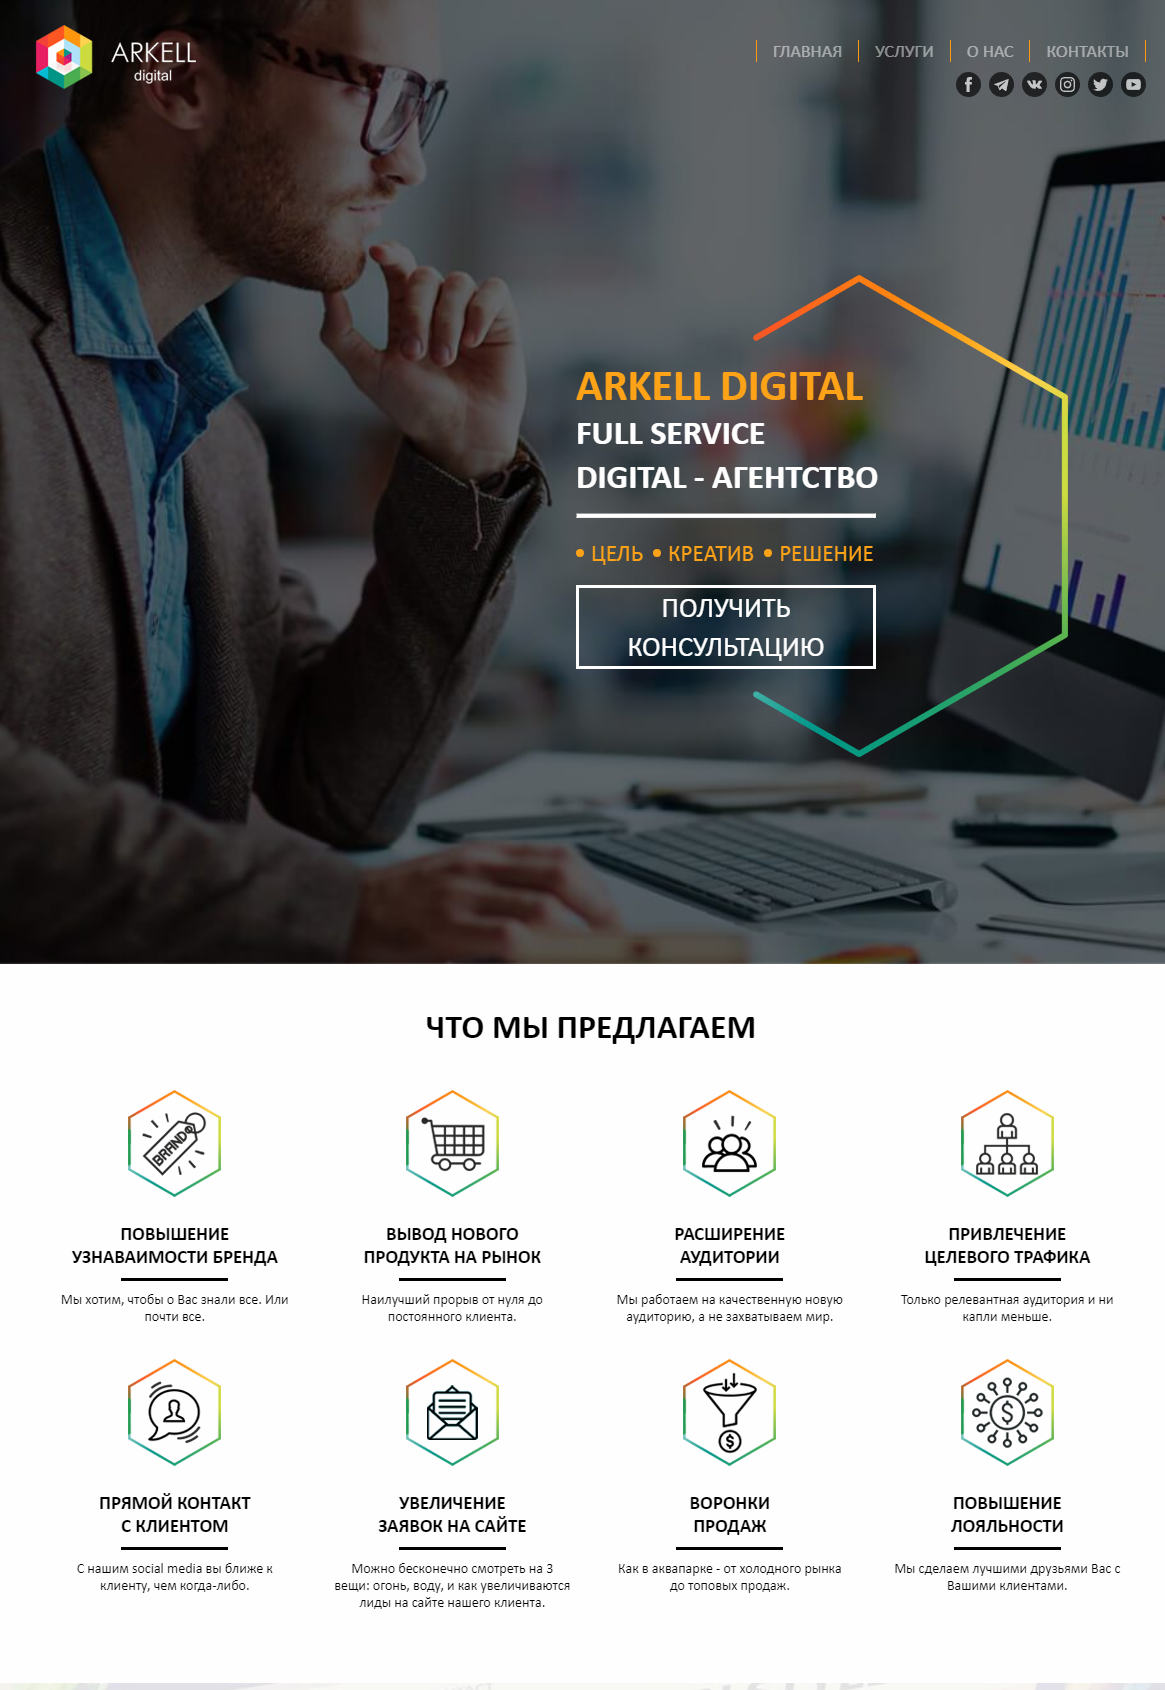 ARKELL
digital
ГЛАВНАЯ УСЛУГИ О НАС КОНТАКТЫ
ARKELL DIGITAL
FULL SERVICE
DIGITAL - АГЕНТСТВО
• ЦЕЛЬ • КРЕАТИВ • РЕШЕНИЕ
ПОЛУЧИТЬ
КОНСУЛЬТАЦИЮ
ЧТО МЫ ПРЕДЛАГАЕМ
BRAND
ПОВЫШЕНИЕ
УЗНАВАИМОСТИ БРЕНДА
Мы хотим, чтобы о Вас знали все. Или
почти все.
ВЫВОД НОВОГО
ПРОДУКТА НА РЫНОК
Наилучший прорыв от нуля до
постоянного клиента.
РАСШИРЕНИЕ
АУДИТОРИИ
Мы работаем на качественную новую
аудиторию, а не захватываем мир.
ПРИВЛЕЧЕНИЕ
ЦЕЛЕВОГО ТРАФИКА
Только релевантная аудитория и ни
капли меньше.
ПРЯМОЙ КОНТАКТ
С КЛИЕНТОМ
С нашим social media вы ближе к
клиенту, чем когда-либо.
УВЕЛИЧЕНИЕ
ЗАЯВОК НА САЙТЕ
Можно бесконечно смотреть на 3
вещи: огонь, воду, и как увеличиваются
лиды на сайте нашего клиента.
ВОРОНКИ
ПРОДАЖ
Как в аквапарке - от холодного рынка
до топовых продаж.
ПОВЫШЕНИЕ
ЛОЯЛЬНОСТИ
Мы сделаем лучшими друзьями Вас с
Вашими клиентами.